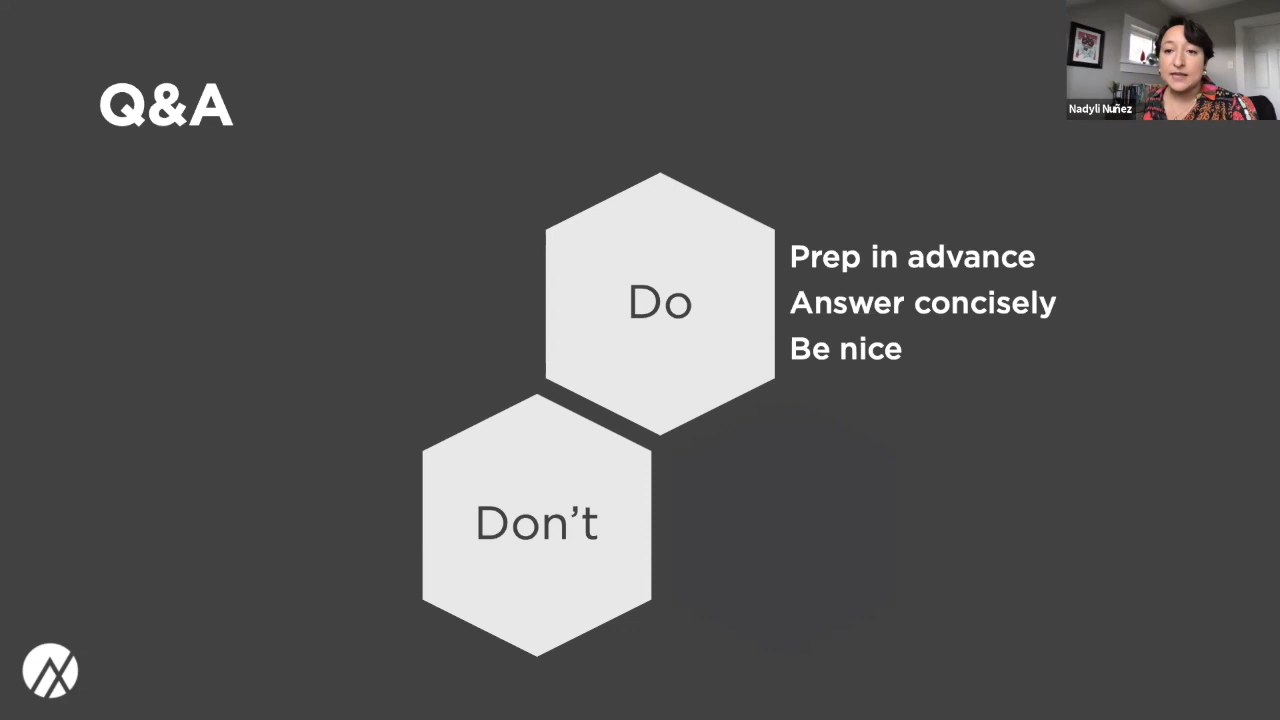 Q&A
Nadyli Nuñez
Do
Prep in advance
Answer concisely
Be nice
Don’t